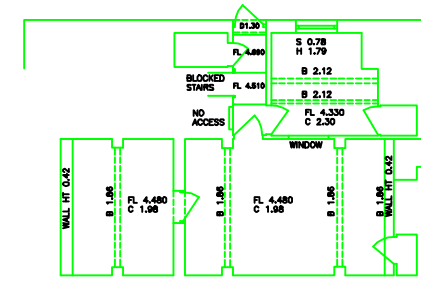 D1.30
FL 4.690
S 0.78
H 1.79
B 2.12
BLOCKED
STAIRS
FL 4.510
B 2.12
NO
ACCESS
FL 4.330
C 2.30
WINDOW
WALL HT 0.42
B 1.86
FL 4.480
C 1.98
B 1.86
FL 4.480
C 1.98
B 1.86
B 1.86
WALL HT 0.42